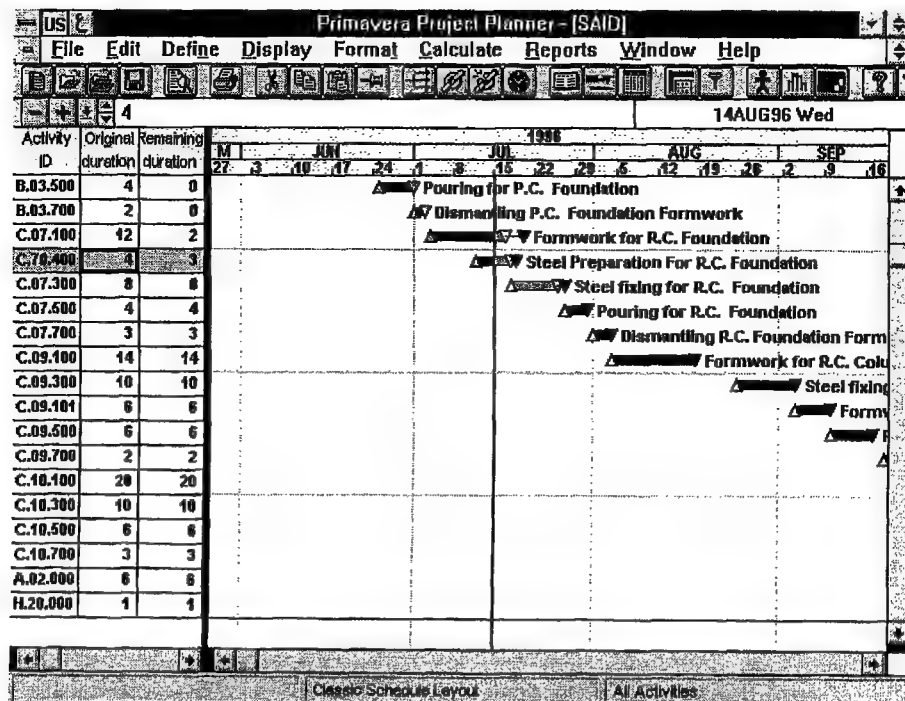 US
Primavera Project Planner - [SAID]
File Edit Define Display Format Calculate Reports Window Help
4
14AUG96 Wed
Activity ID Original duration Remaining duration
1996
M JUN JUL AUG SEP
27 3 10 17 24 1 8 15 22 29 5 12 19 26 2 9 16
B.03.500 4 0 Pouring for P.C. Foundation
B.03.700 2 0 Dismantling P.C. Foundation Formwork
C.07.100 12 2 Formwork for R.C. Foundation
C.70.400 4 3 Steel Preparation For R.C. Foundation
C.07.300 8 Steel fixing for R.C. Foundation
C.07.500 4 4 Pouring for R.C. Foundation
C.07.700 3 3 Dismantling R.C. Foundation Form
C.09.100 14 14 Formwork for R.C. Colu
C.09.300 10 10 Steel fixing
C.09.101 6 6 Formw
C.09.500 6 6
C.09.700 2 2
C.10.100 20 20
C.10.300 10 10
C.10.500 6 6
C.10.700 3 3
A.02.000 6 6
H.20.000 1 1
Classic Schedule Layout All Activities